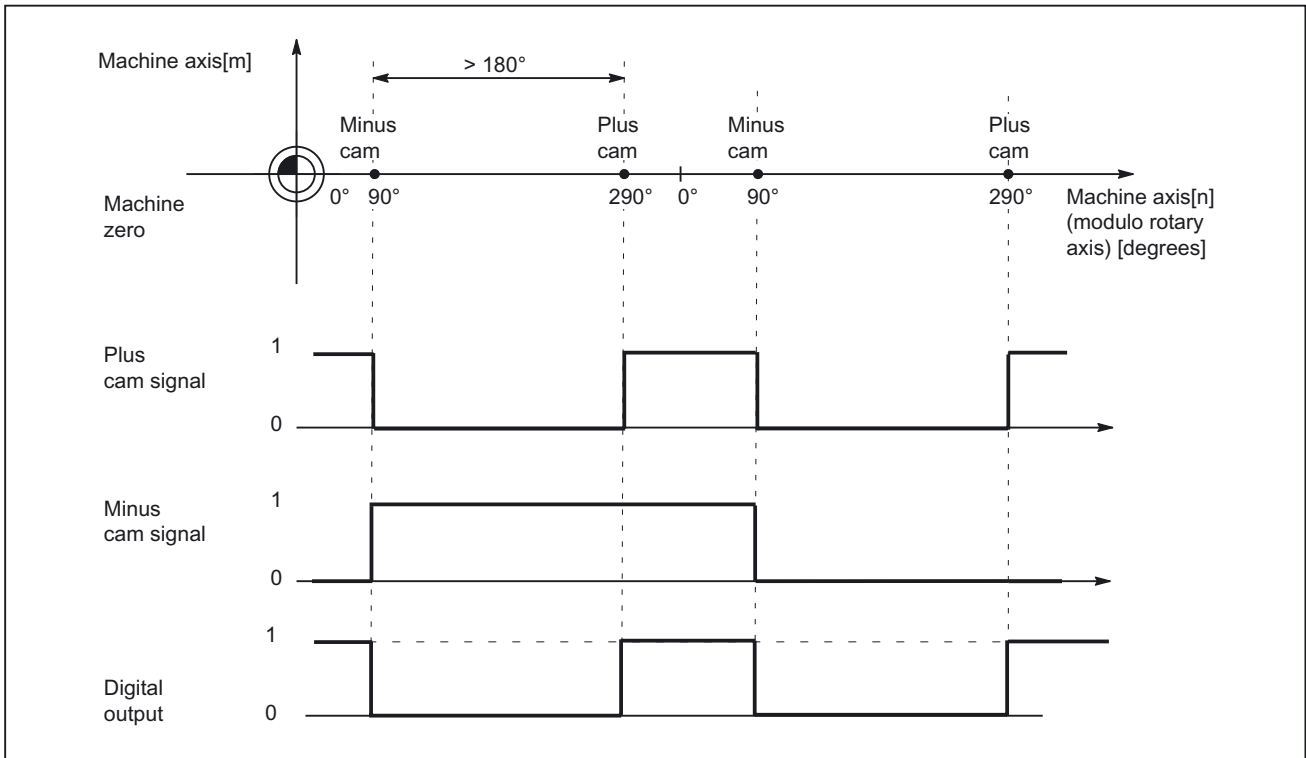 Machine axis[m]
> 180°
Minus
cam
Plus
cam
Minus
cam
Plus
cam
Machine
zero
0°
90°
290°
0°
90°
290°
Machine axis[n]
(modulo rotary
axis) [degrees]
Plus
cam signal
1
0
Minus
cam signal
1
0
Digital
output
1
0